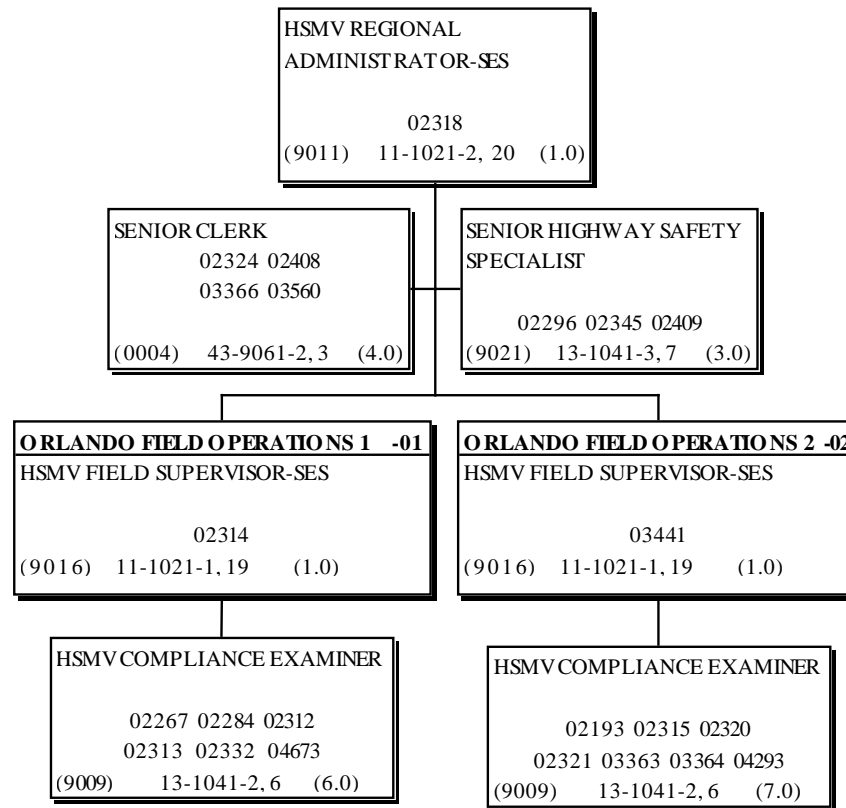 HSMV REGIONAL
ADMINISTRATOR-SES
02318
(9011) 11-1021-2, 20 (1.0)
SENIOR CLERK
02324 02408
03366 03560
(0004) 43-9061-2, 3 (4.0)
SENIOR HIGHWAY SAFETY
SPECIALIST
02296 02345 02409
(9021) 13-1041-3, 7 (3.0)
ORLANDO FIELD OPERATIONS 1 -01
HSMV FIELD SUPERVISOR-SES
02314
(9016) 11-1021-1, 19 (1.0)
ORLANDO FIELD OPERATIONS 2 -02
HSMV FIELD SUPERVISOR-SES
03441
(9016) 11-1021-1, 19 (1.0)
HSMV COMPLIANCE EXAMINER
02267 02284 02312
02313 02332 04673
(9009) 13-1041-2, 6 (6.0)
HSMV COMPLIANCE EXAMINER
02193 02315 02320
02321 03363 03364 04293
(9009) 13-1041-2, 6 (7.0)